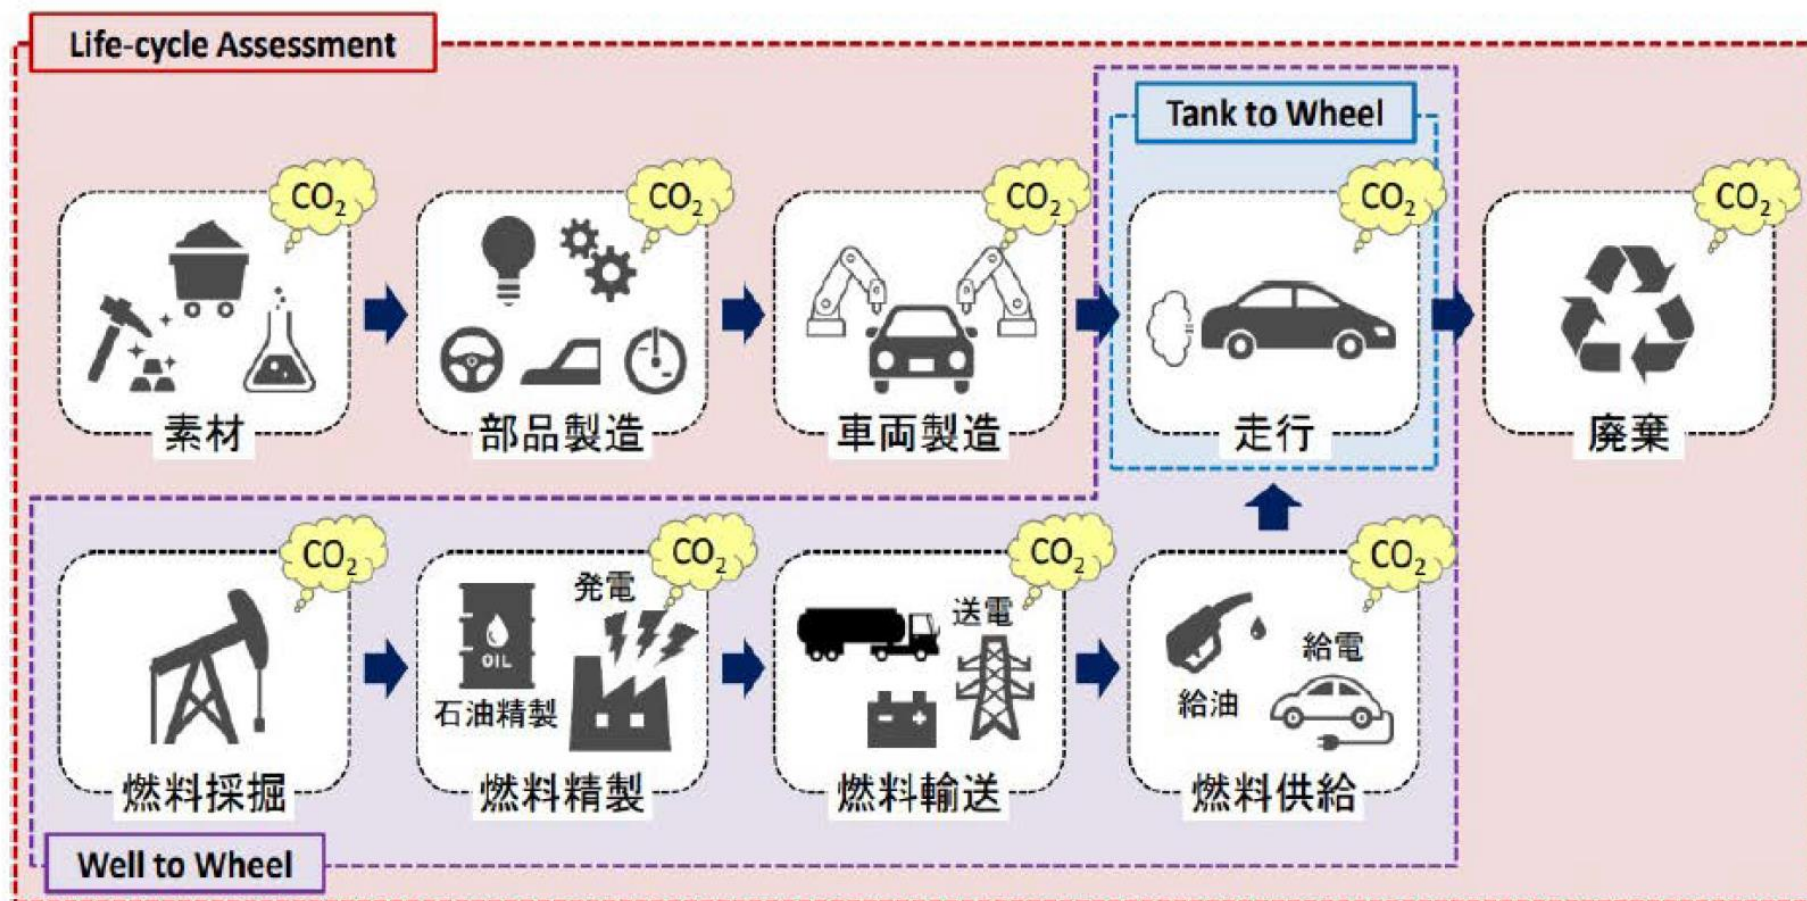 Life-cycle Assessment
Tank to Wheel
CO₂
CO₂
CO₂
CO₂
CO₂
素材
部品製造
車両製造
走行
廃棄
CO₂
CO₂
CO₂
CO₂
発電
OIL
石油精製
送電
給電
給油
燃料採掘
燃料精製
燃料輸送
燃料供給
Well to Wheel